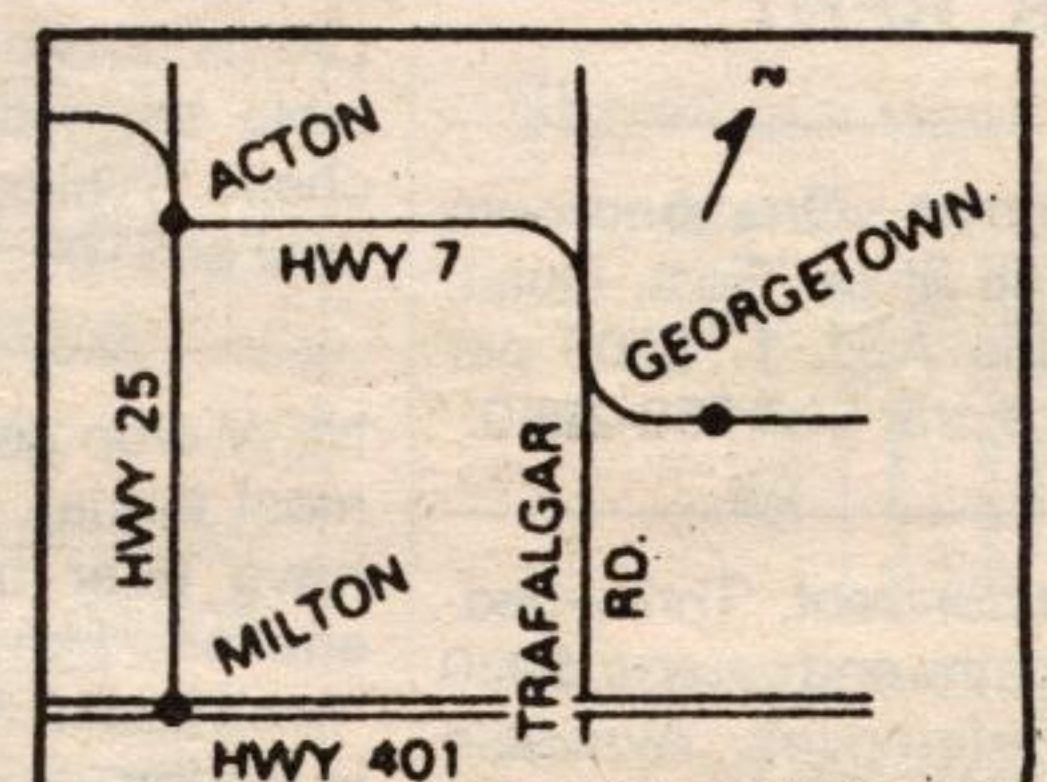 ACTON
N
HWY 7
GEORGETOWN.
HWY 25
TRAFALGAR
RD.
MILTON
HWY 401